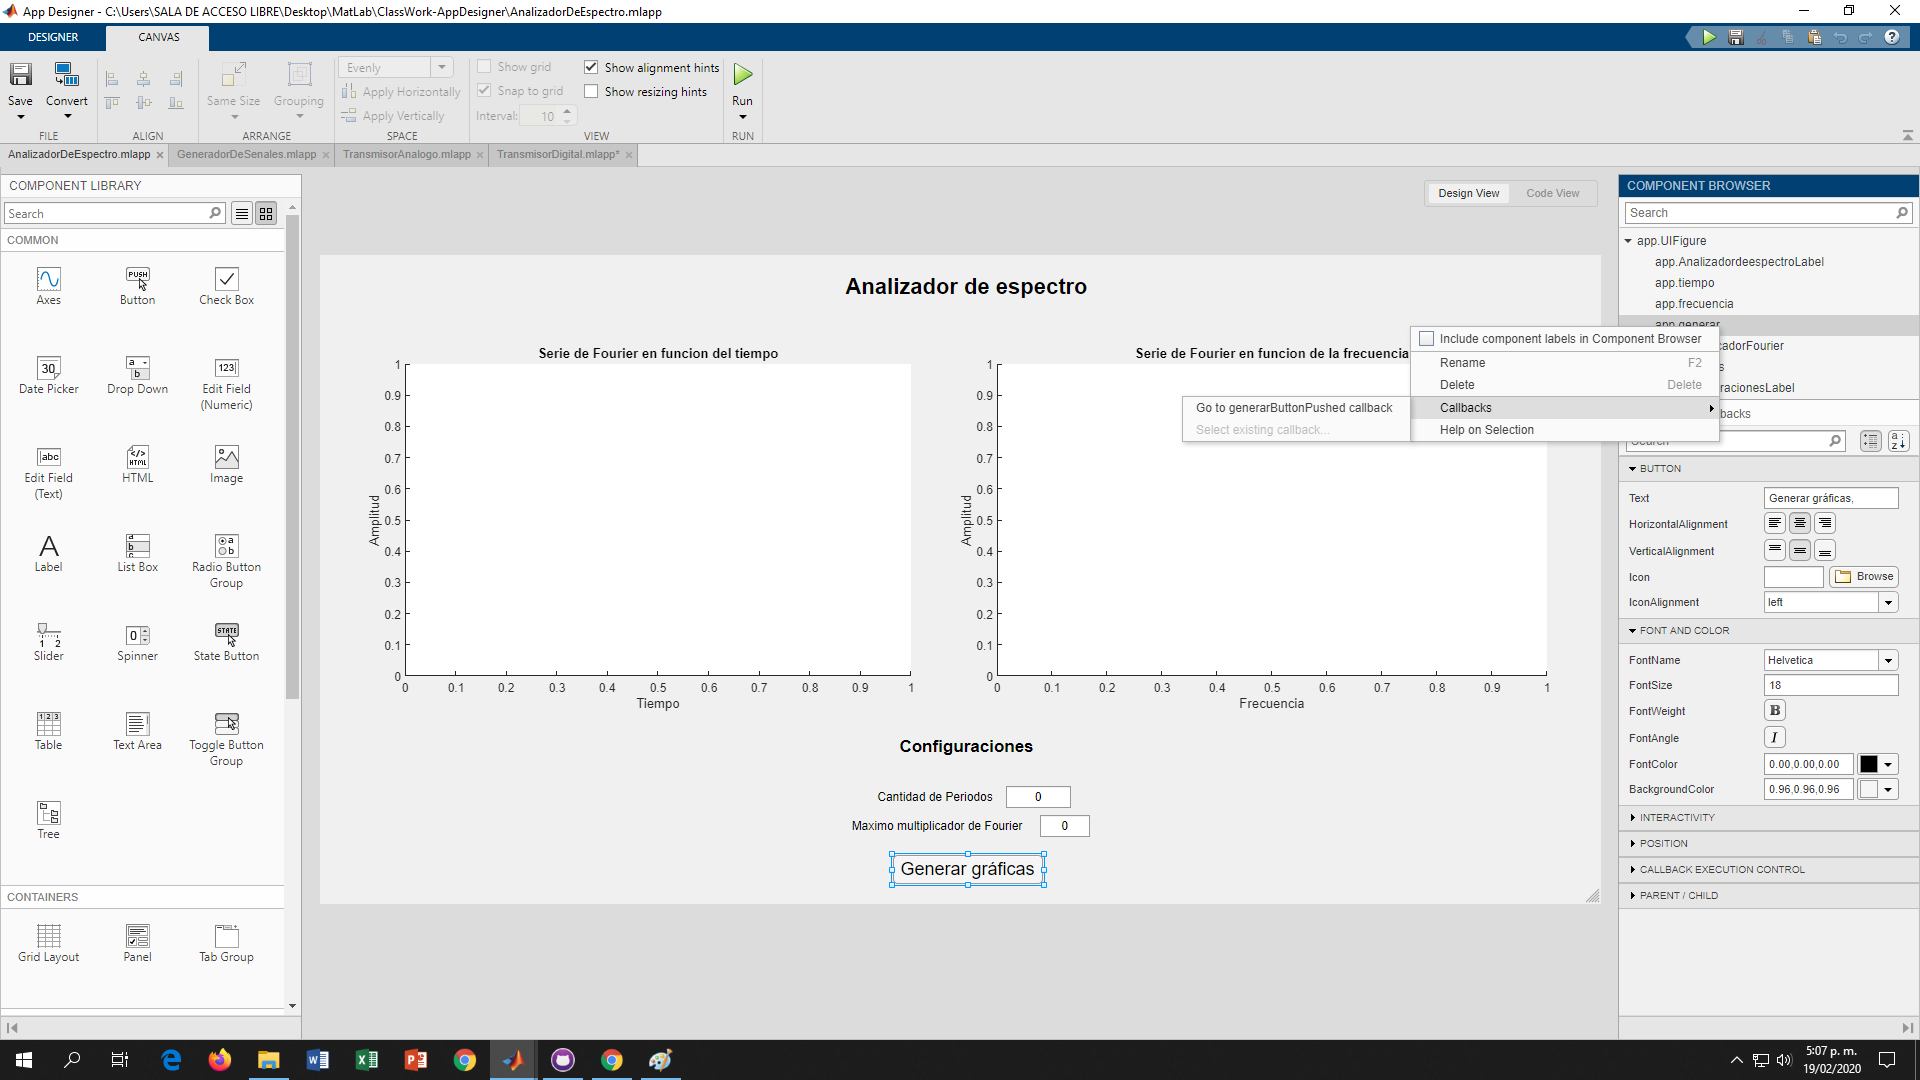 App Designer - C:\Users\SALA DE ACCESO LIBRE\Desktop\MatLab\ClassWork-AppDesigner\AnalizadorDeEspectro.mlapp
DESIGNER
CANVAS
Save
Convert
FILE
ALIGN
Same Size
Grouping
ARRANGE
Evenly
Apply Horizontally
Apply Vertically
SPACE
Show grid
Snap to grid
Interval: 10
Show alignment hints
Show resizing hints
VIEW
Run
RUN
AnalizadorDeEspectro.mlapp
GeneradorDeSenales.mlapp
TransmisorAnalogo.mlapp
TransmisorDigital.mlapp*
COMPONENT LIBRARY
Search
COMMON
Axes
PUSH
Button
Check Box
30
Date Picker
a
b
Drop Down
123
Edit Field
(Numeric)
abc
Edit Field
(Text)
</>
HTML
HTML
Image
A
Label
a
b
c
List Box
a
b
Radio Button
Group
1 2
Slider
0
Spinner
STATE
State Button
1 2 3
Table
Text Area
Toggle Button
Group
Tree
CONTAINERS
Grid Layout
Panel
Tab Group
Design View
Code View
Analizador de espectro
Serie de Fourier en funcion del tiempo
1
0.9
0.8
0.7
0.6
0.5
0.4
0.3
0.2
0.1
0
Amplitud
0 0.1 0.2 0.3 0.4 0.5 0.6 0.7 0.8 0.9 1
Tiempo
Serie de Fourier en funcion de la frecuencia
1
0.9
0.8
0.7
0.6
0.5
0.4
0.3
0.2
0.1
0
Amplitud
0 0.1 0.2 0.3 0.4 0.5 0.6 0.7 0.8 0.9 1
Frecuencia
Configuraciones
Cantidad de Periodos 0
Maximo multiplicador de Fourier 0
Generar gráficas
Include component labels in Component Browser
Rename F2
Delete Delete
Callbacks
Help on Selection
Go to generarButtonPushed callback
Select existing callback...
COMPONENT BROWSER
Search
app.UIFigure
app.AnalizadordeespectroLabel
app.tiempo
app.frecuencia
app.generar
cadorFourier
s
racionesLabel
backs
Search
BUTTON
Text Generar gráficas,
HorizontalAlignment
VerticalAlignment
Icon Browse
IconAlignment left
FONT AND COLOR
FontName Helvetica
FontSize 18
FontWeight B
FontAngle I
FontColor 0.00,0.00,0.00
BackgroundColor 0.96,0.96,0.96
INTERACTIVITY
POSITION
CALLBACK EXECUTION CONTROL
PARENT / CHILD
5:07 p. m.
19/02/2020